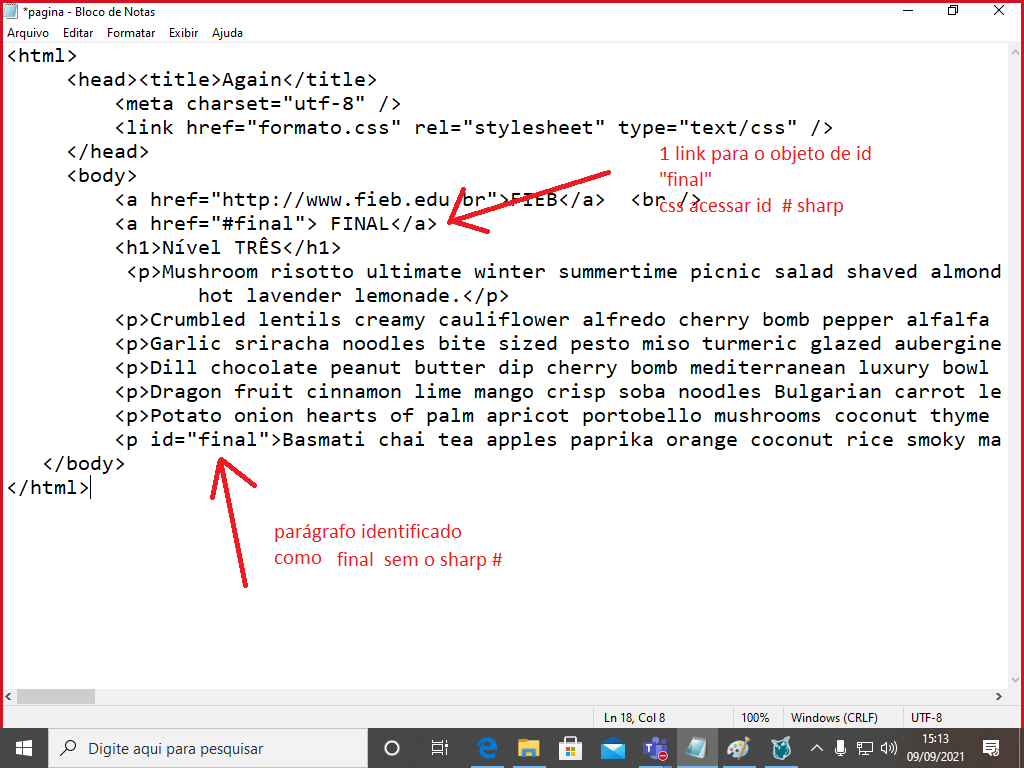 *pagina - Bloco de Notas
Arquivo Editar Formatar Exibir Ajuda
<html>
<head><title>Again</title>
<meta charset="utf-8" />
<link href="formato.css" rel="stylesheet" type="text/css" />
</head>
<body>
<a href="http://www.fieb.edu.br">FIEB</a> <br />
<a href="#final"> FINAL</a>
<h1>Nível TRÊS</h1>
<p>Mushroom risotto ultimate winter summertime picnic salad shaved almond
hot lavender lemonade.</p>
<p>Crumbled lentils creamy cauliflower alfredo cherry bomb pepper alfalfa
<p>Garlic sriracha noodles bite sized pesto miso turmeric glazed aubergine
<p>Dill chocolate peanut butter dip cherry bomb mediterranean luxury bowl
<p>Dragon fruit cinnamon lime mango crisp soba noodles Bulgarian carrot le
<p>Potato onion hearts of palm apricot portobello mushrooms coconut thyme
<p id="final">Basmati chai tea apples paprika orange coconut rice smoky ma
</body>
</html>
1 link para o objeto de id
"final"
css acessar id # sharp
parágrafo identificado
como final sem o sharp #
Ln 18, Col 8 100% Windows (CRLF) UTF-8
Digite aqui para pesquisar
15:13
09/09/2021